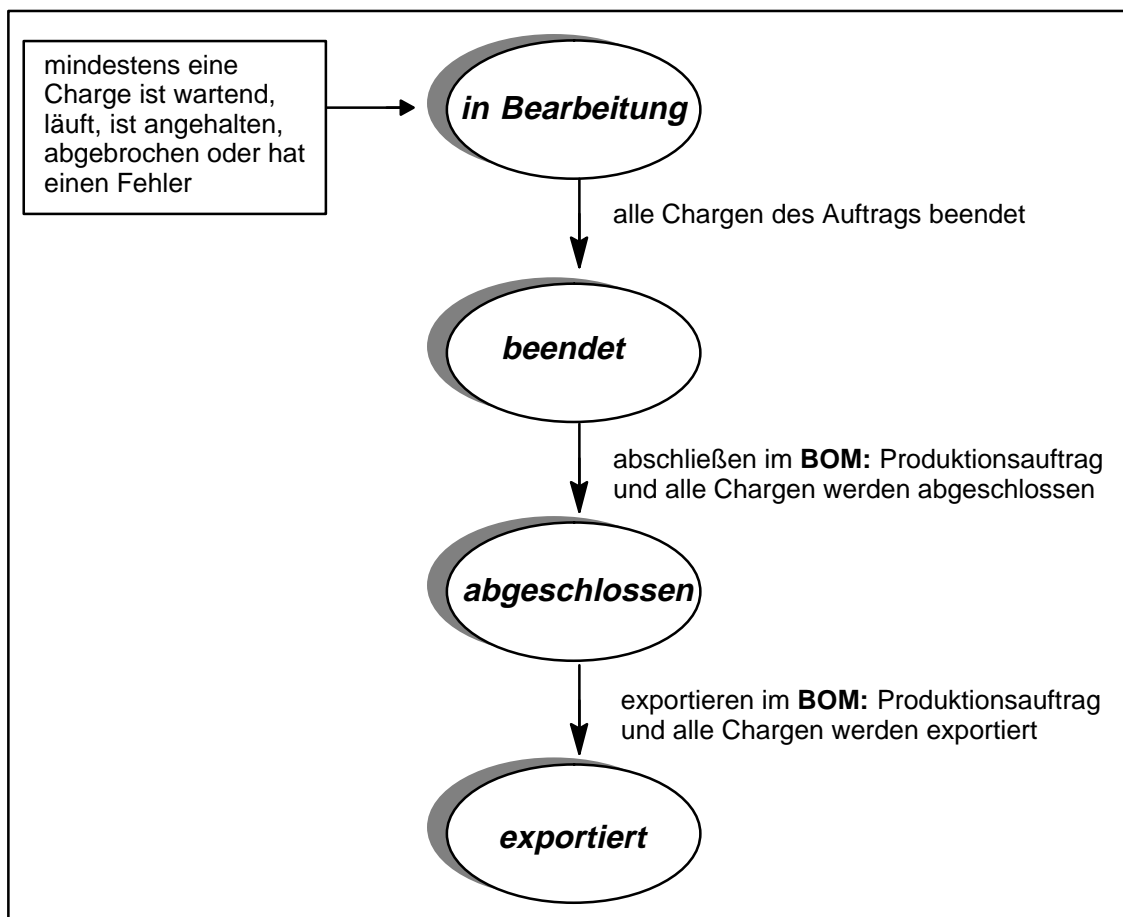 mindestens eine
Charge ist wartend,
läuft, ist angehalten,
abgebrochen oder hat
einen Fehler
in Bearbeitung
alle Chargen des Auftrags beendet
beendet
abschließen im BOM: Produktionsauftrag
und alle Chargen werden abgeschlossen
abgeschlossen
exportieren im BOM: Produktionsauftrag
und alle Chargen werden exportiert
exportiert